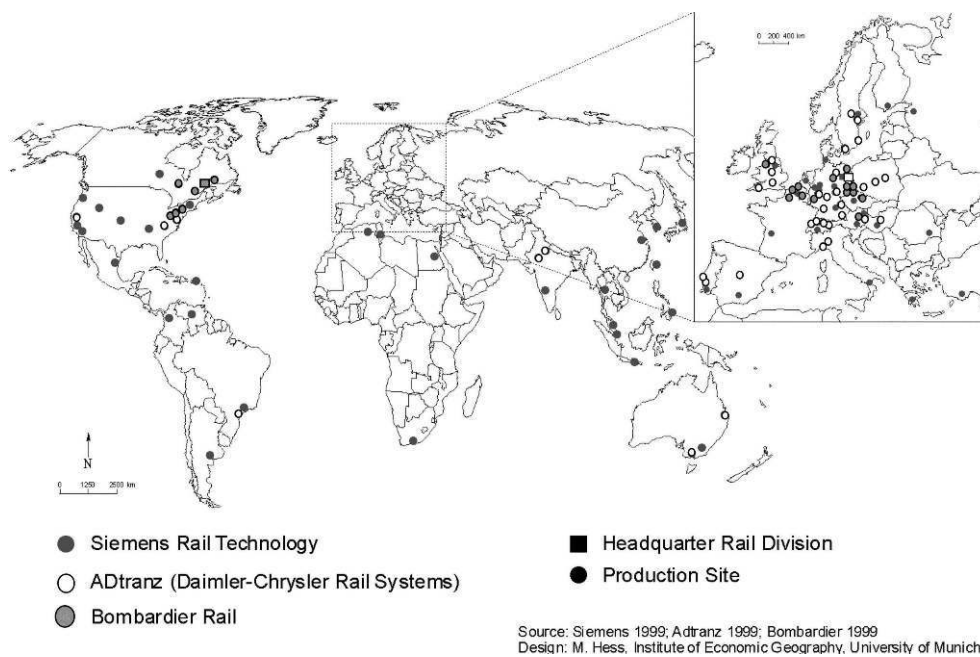 0 200 400 km
N
0 1250 2500 km
Siemens Rail Technology
ADtranz (Daimler-Chrysler Rail Systems)
Bombardier Rail
Headquarter Rail Division
Production Site
Source: Siemens 1999; Adtranz 1999; Bombardier 1999
Design: M. Hess, Institute of Economic Geography, University of Munich